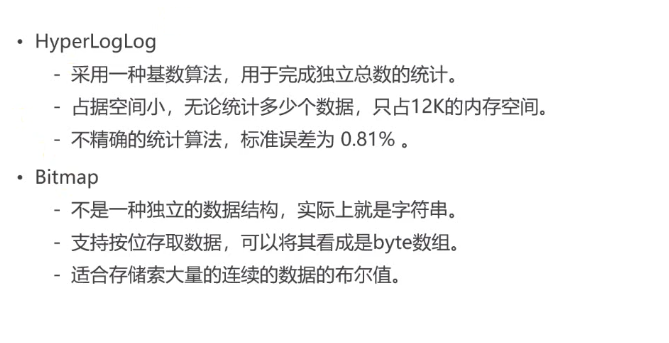 • HyperLogLog
- 采用一种基数算法，用于完成独立总数的统计。
- 占据空间小，无论统计多少个数据，只占12K的内存空间。
- 不精确的统计算法，标准误差为 0.81% 。
• Bitmap
- 不是一种独立的数据结构，实际上就是字符串。
- 支持按位存取数据，可以将其看成是byte数组。
- 适合存储索大量的连续的数据的布尔值。